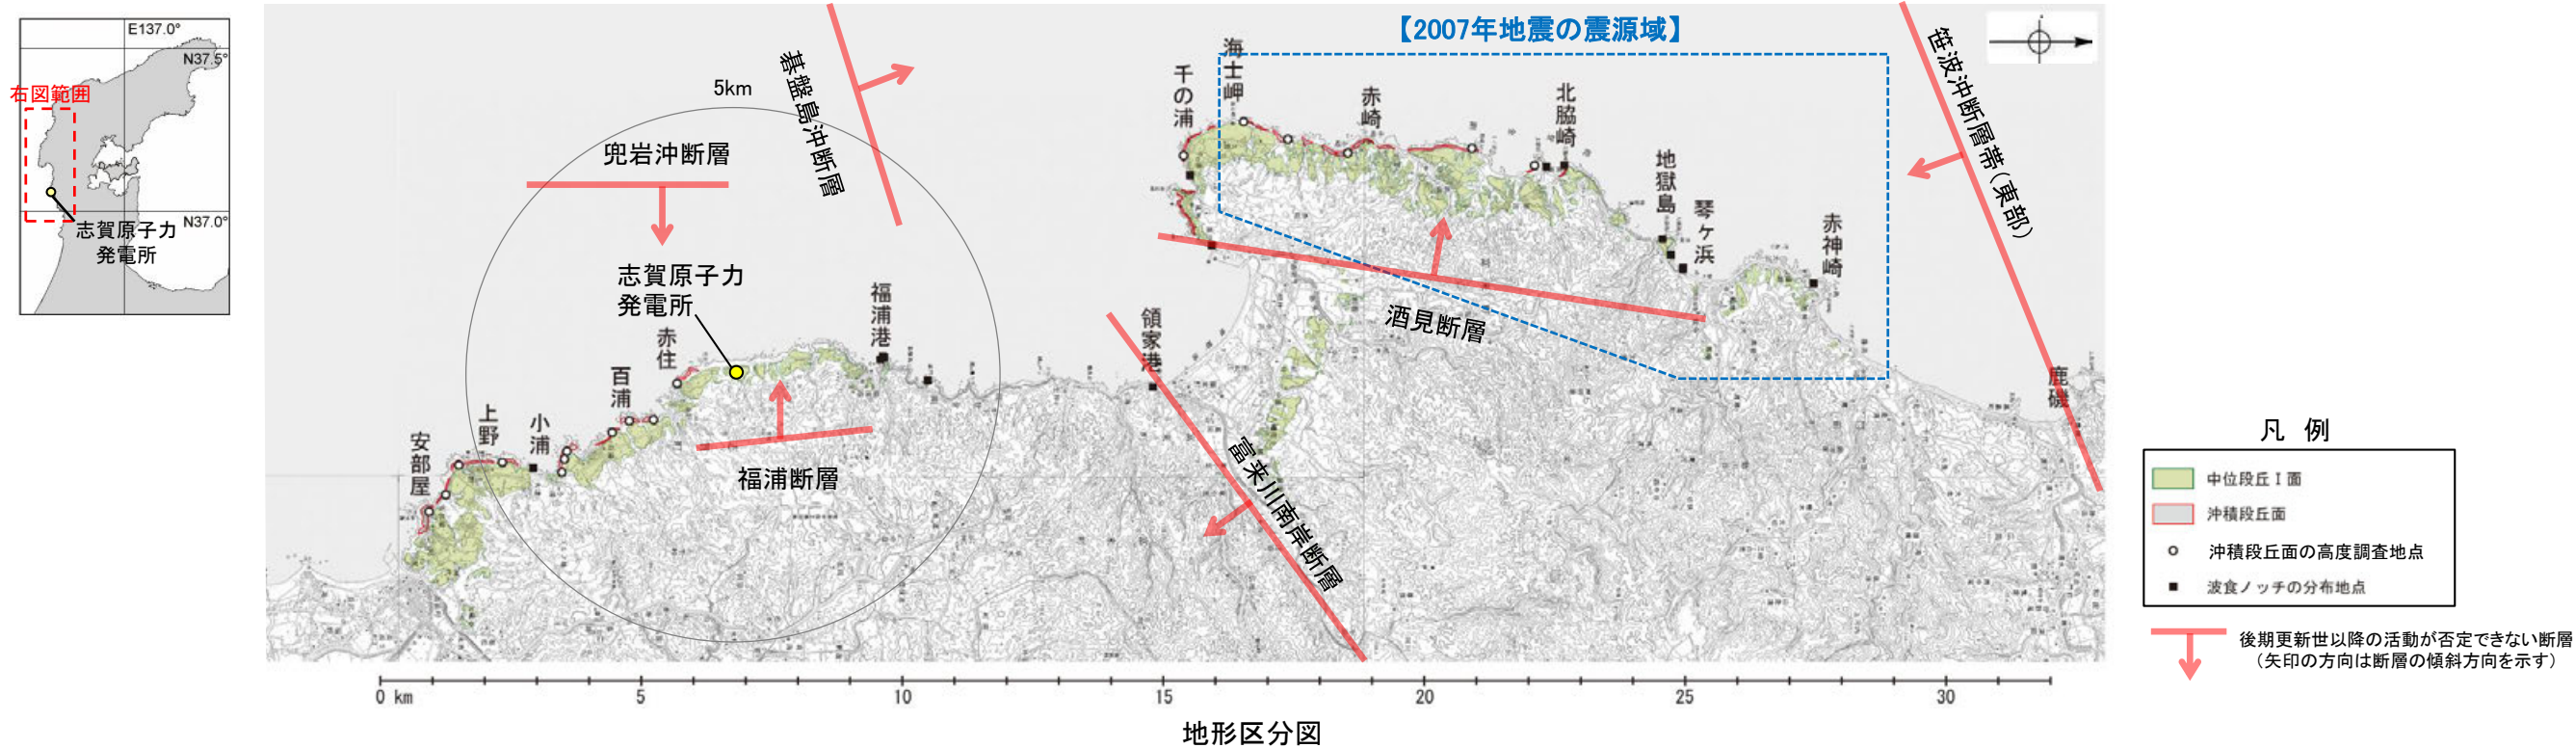 E137.0°
N37.5°
右図範囲
N37.0°
志賀原子力
発電所
【2007年地震の震源域】
5km
碁盤島沖断層
兜岩沖断層
志賀原子力
発電所
福浦港
赤住
百浦
小浦
上野
安部屋
福浦断層
千の浦
海士岬
赤崎
北脇崎
地獄島
琴ヶ浜
赤神崎
笹波沖断層帯(東部)
領家港
酒見断層
富来川南岸断層
鹿磯
0 km
5
10
15
20
25
30
地形区分図
凡 例
中位段丘Ⅰ面
沖積段丘面
沖積段丘面の高度調査地点
波食ノッチの分布地点
後期更新世以降の活動が否定できない断層
(矢印の方向は断層の傾斜方向を示す)